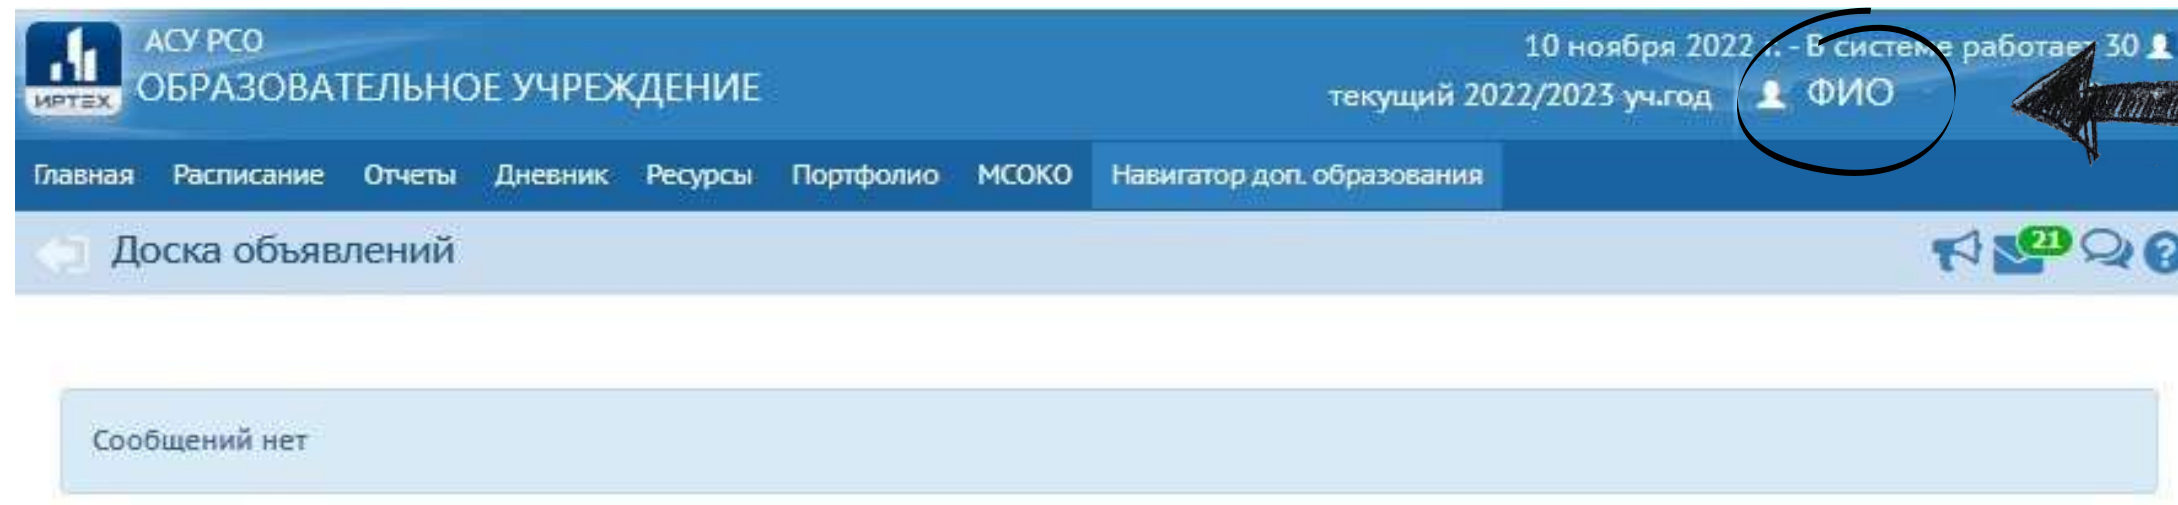 АСУ РСО
ОБРАЗОВАТЕЛЬНОЕ УЧРЕЖДЕНИЕ
ИРТЕХ
10 ноября 2022 г. - В системе работает 30
текущий 2022/2023 уч.год ФИО
Главная Расписание Отчеты Дневник Ресурсы Портфолио МСОКО Навигатор доп. образования
Доска объявлений
21
Сообщений нет